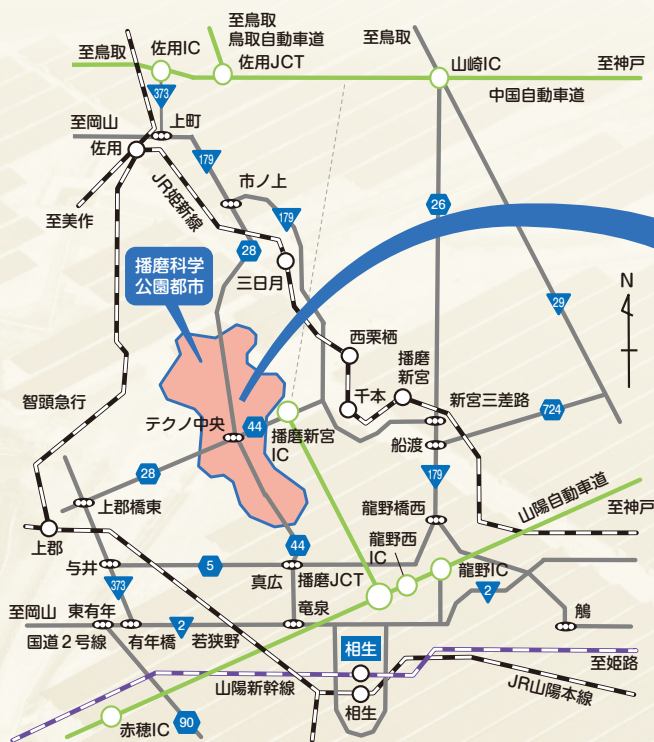 至鳥取
鳥取自動車道
至鳥取
至鳥取
佐用IC
佐用JCT
山崎IC
至神戸
中国自動車道
373
至岡山
上町
佐用
179
JR姫新線
市ノ上
179
26
至美作
28
播磨科学
公園都市
三日月
N
29
西栗栖
播磨
新宮
智頭急行
千本
新宮三差路
724
テクノ中央
44
播磨新宮
IC
船渡
28
179
上郡橋東
龍野橋西
山陽自動車道
至神戸
上郡
44
龍野西
IC
与井
5
真広
播磨JCT
龍野IC
373
2
至岡山
東有年
竜泉
鵤
国道2号線
有年橋
2
若狭野
相生
至姫路
山陽新幹線
相生
JR山陽本線
赤穂IC
90